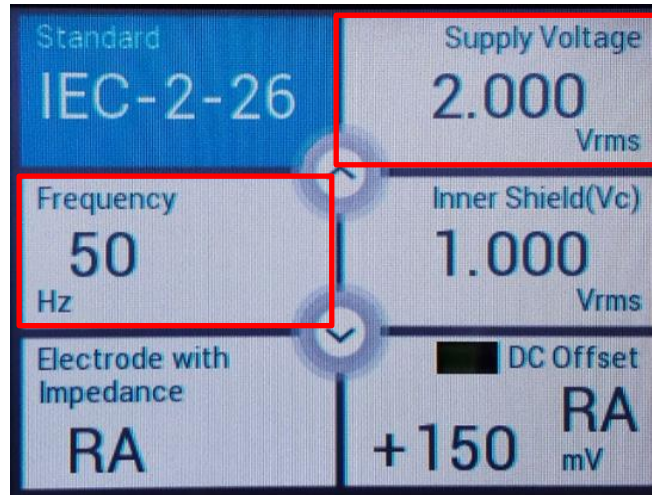 Standard
IEC-2-26
Supply Voltage
2.000
Vrms
Frequency
50
Hz
Inner Shield(Vc)
1.000
Vrms
Electrode with
Impedance
RA
DC Offset
RA
+150 mV